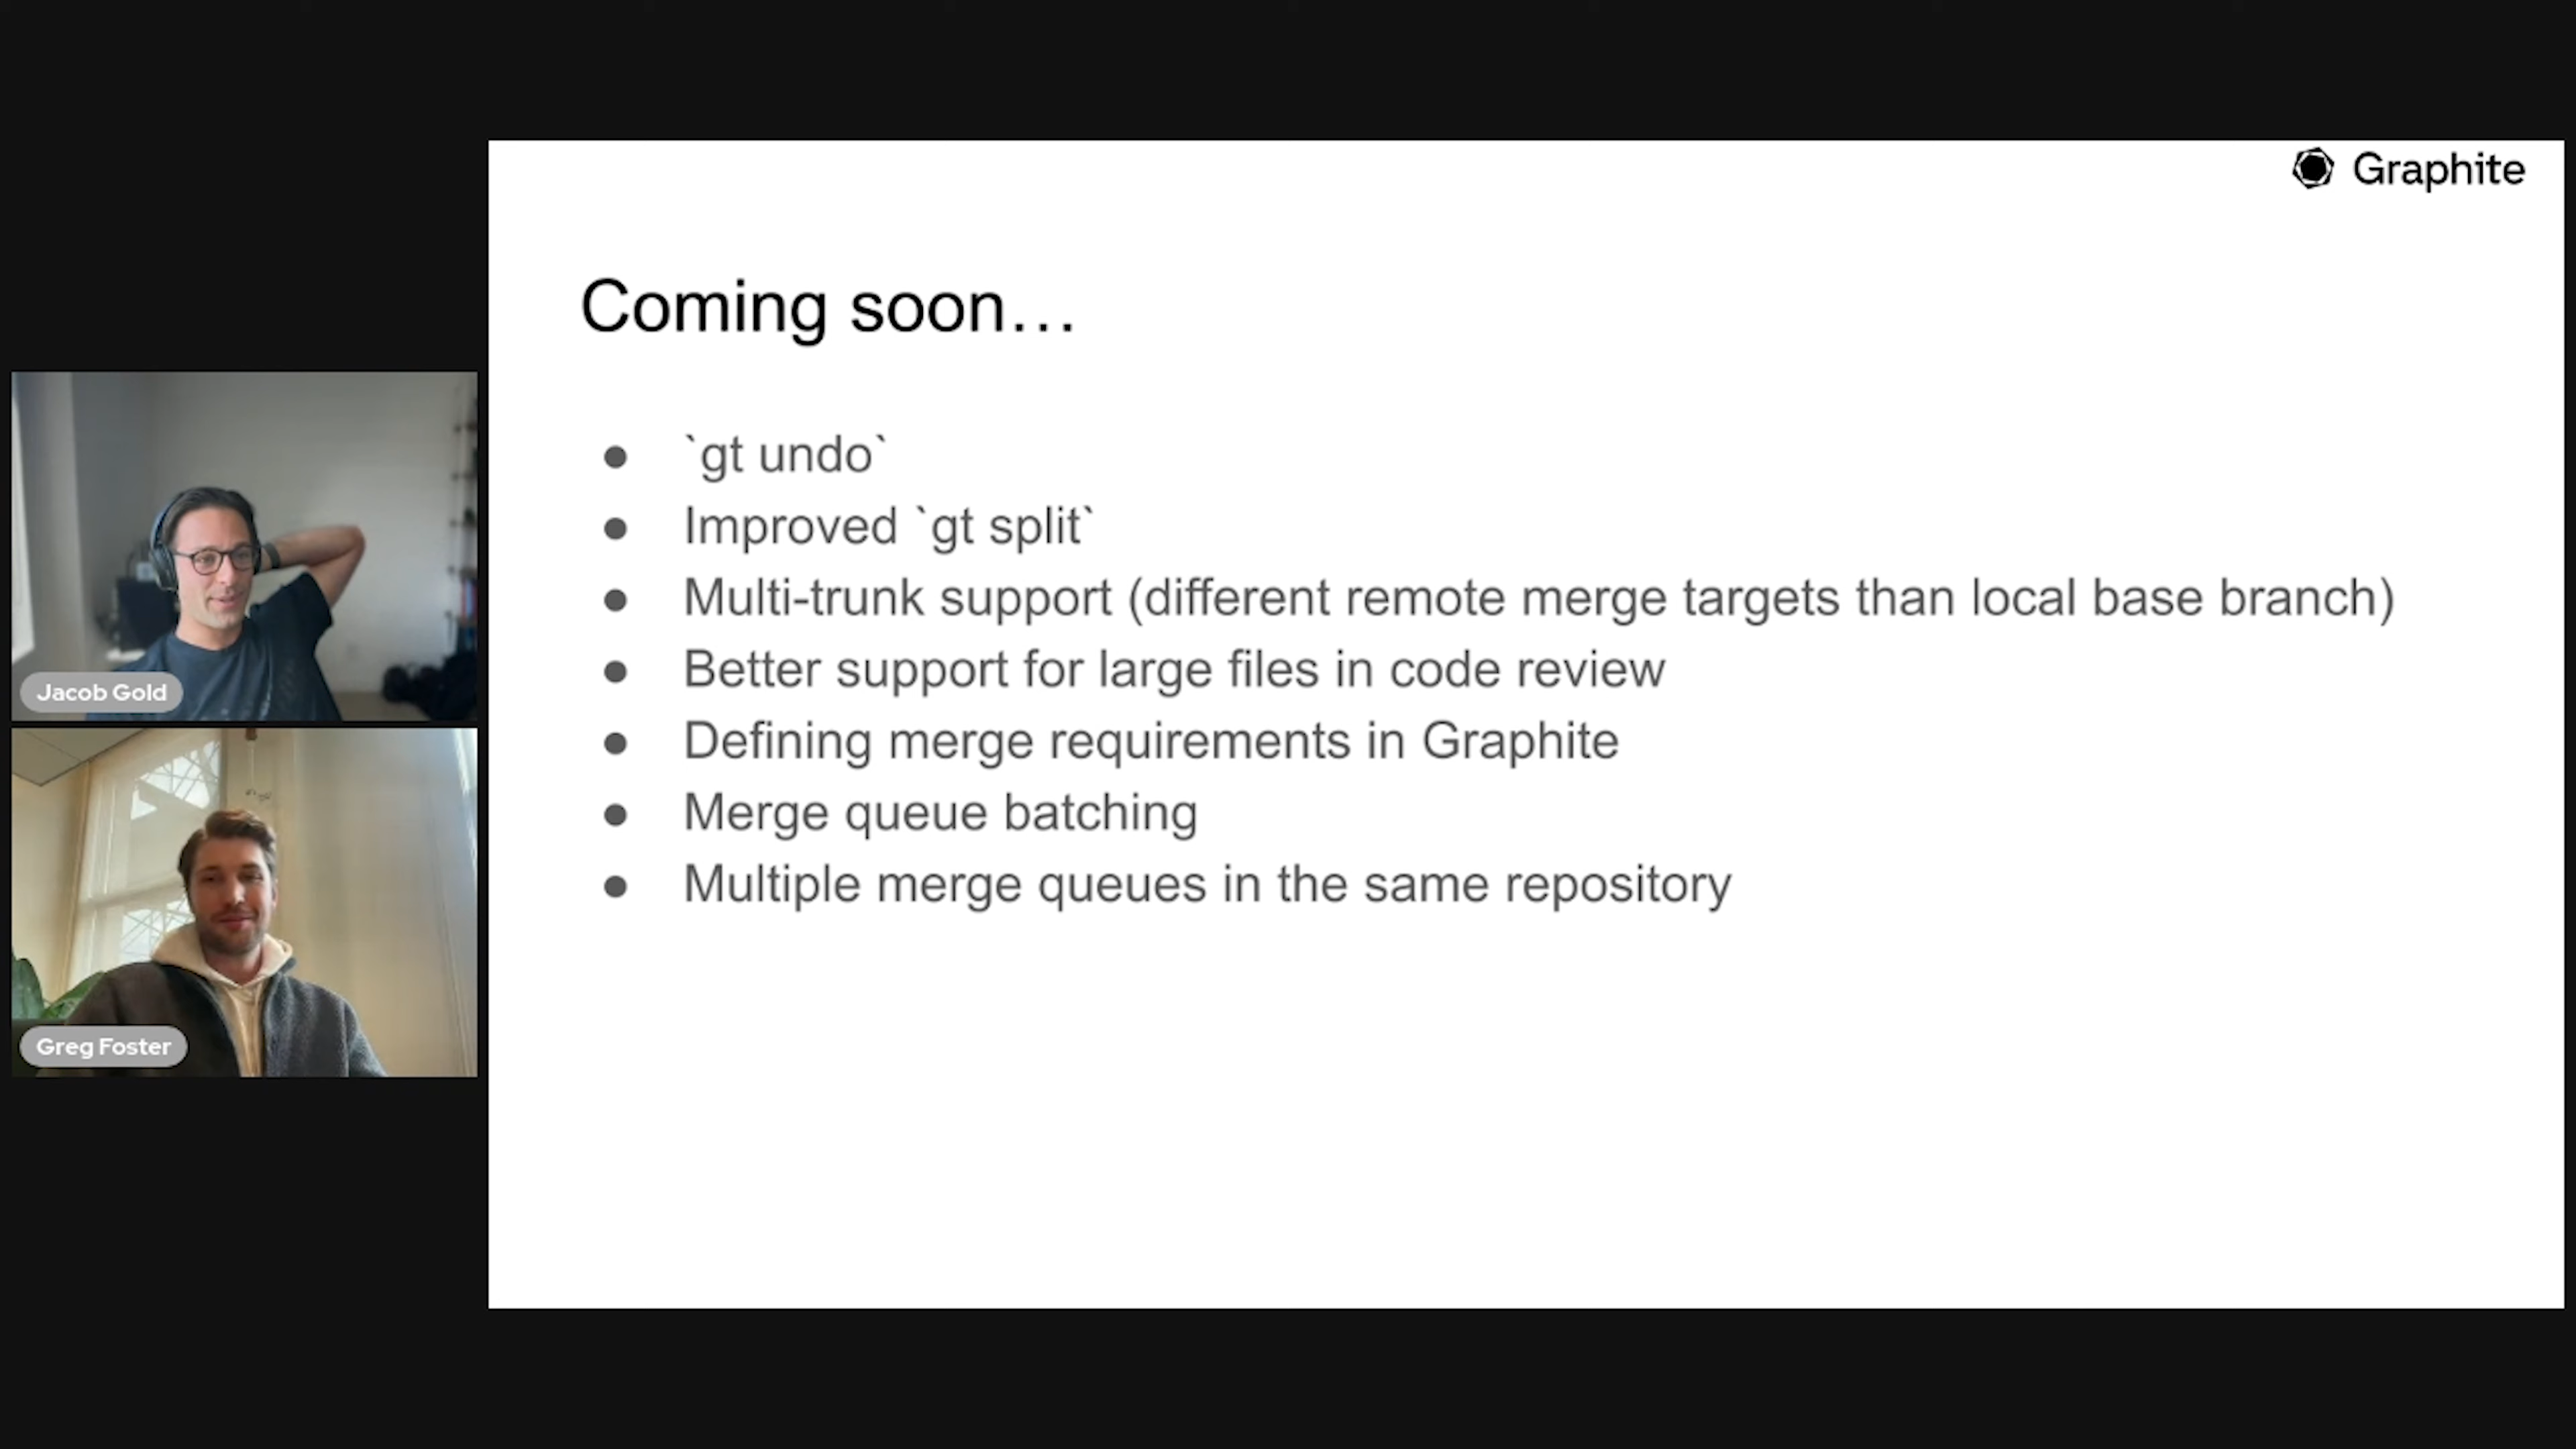 Graphite
Coming soon…
● `gt undo`
● Improved `gt split`
● Multi-trunk support (different remote merge targets than local base branch)
● Better support for large files in code review
● Defining merge requirements in Graphite
● Merge queue batching
● Multiple merge queues in the same repository
Jacob Gold
Greg Foster